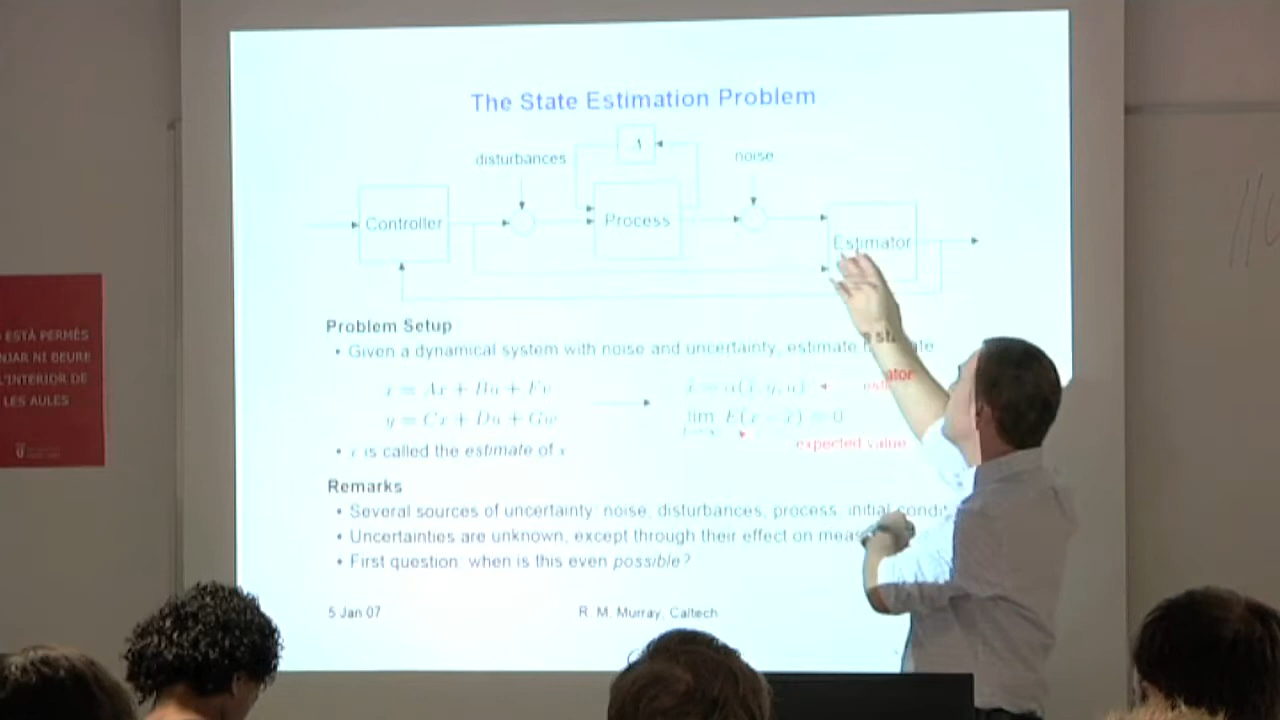 The State Estimation Problem
disturbances
noise
Controller
Process
Estimator
Problem Setup
• Given a dynamical system with noise and uncertainty, estimate
expected value
• is called the estimate of x
Remarks
• Several sources of uncertainty noise, disturbances, process, initial condit
• Uncertainties are unknown, except through their effect on meas
• First question when is this even possible?
5 Jan 07
R. M. Murray, Caltech
ESTÀ PERMÈS
NJAR NI BEURE
L'INTERIOR DE
LES AULES